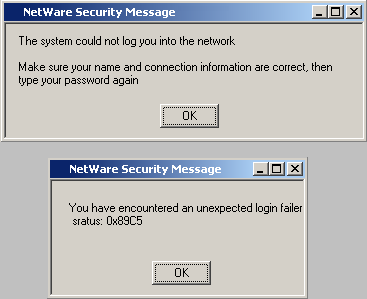 NetWare Security Message
The system could not log you into the network
Make sure your name and connection information are correct, then
type your password again
OK
NetWare Security Message
You have encountered an unexpected login failer
sratus: 0x89C5
OK